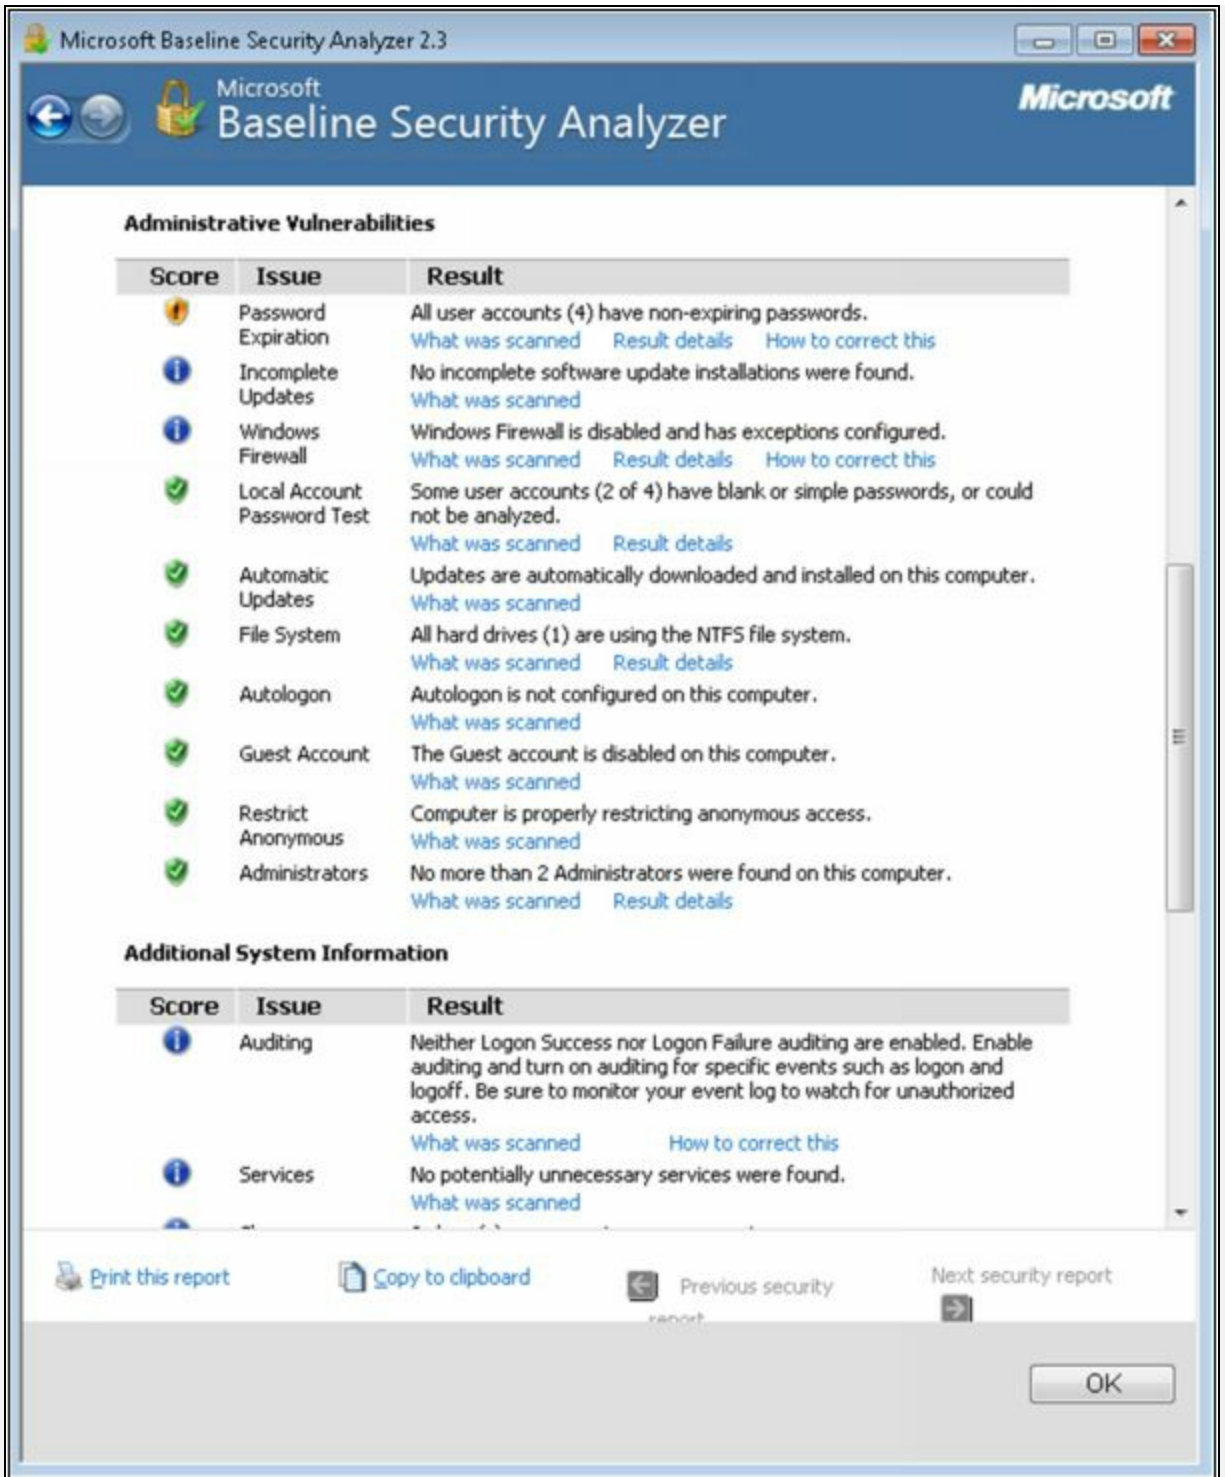 Microsoft Baseline Security Analyzer 2.3
Microsoft
Baseline Security Analyzer
Microsoft
Administrative Vulnerabilities
Score Issue Result
Password Expiration All user accounts (4) have non-expiring passwords.
What was scanned Result details How to correct this
Incomplete Updates No incomplete software update installations were found.
What was scanned
Windows Firewall Windows Firewall is disabled and has exceptions configured.
What was scanned Result details How to correct this
Local Account Password Test Some user accounts (2 of 4) have blank or simple passwords, or could
not be analyzed.
What was scanned Result details
Automatic Updates Updates are automatically downloaded and installed on this computer.
What was scanned
File System All hard drives (1) are using the NTFS file system.
What was scanned Result details
Autologon Autologon is not configured on this computer.
What was scanned
Guest Account The Guest account is disabled on this computer.
What was scanned
Restrict Anonymous Computer is properly restricting anonymous access.
What was scanned
Administrators No more than 2 Administrators were found on this computer.
What was scanned Result details
Additional System Information
Score Issue Result
Auditing Neither Logon Success nor Logon Failure auditing are enabled. Enable
auditing and turn on auditing for specific events such as logon and
logoff. Be sure to monitor your event log to watch for unauthorized
access.
What was scanned How to correct this
Services No potentially unnecessary services were found.
What was scanned
Print this report
Copy to clipboard
Previous security
report
Next security report
OK